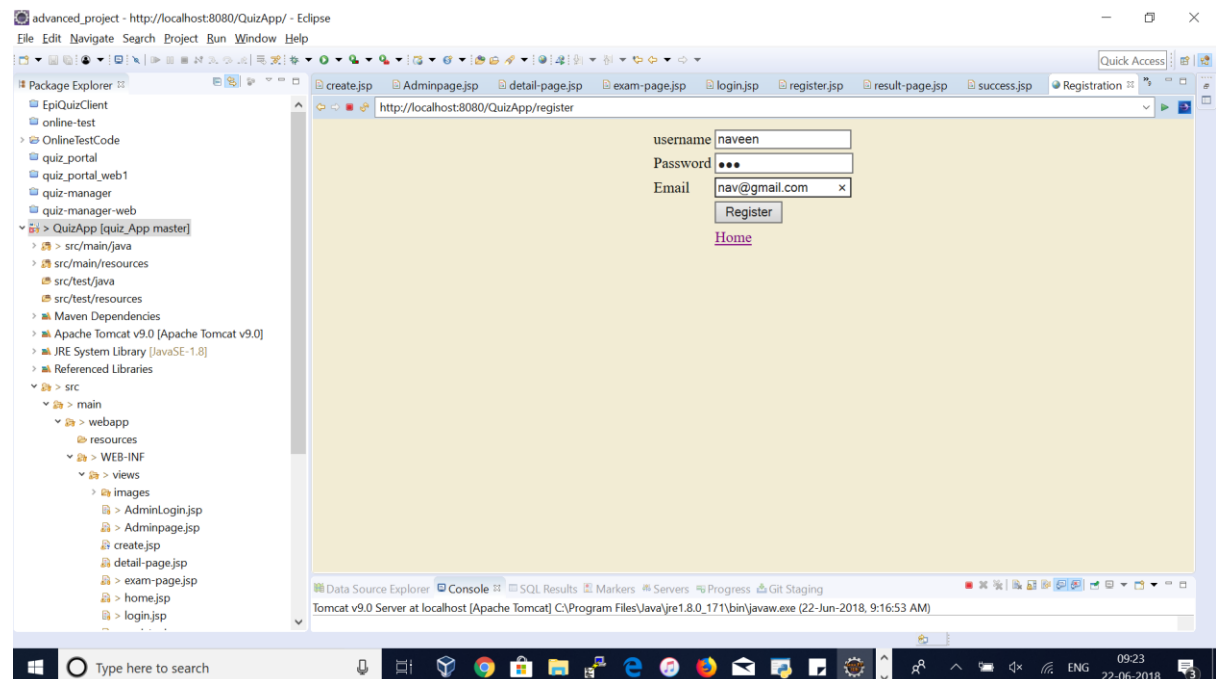 advanced_project - http://localhost:8080/QuizApp/ - Eclipse
File Edit Navigate Search Project Run Window Help
Quick Access
Package Explorer
EpiQuizClient
online-test
OnlineTestCode
quiz_portal
quiz_portal_web1
quiz-manager
quiz-manager-web
> QuizApp [quiz_App master]
> src/main/java
src/main/resources
src/test/java
src/test/resources
Maven Dependencies
Apache Tomcat v9.0 [Apache Tomcat v9.0]
JRE System Library [JavaSE-1.8]
Referenced Libraries
> src
> main
> webapp
resources
> WEB-INF
> views
images
> AdminLogin.jsp
> Adminpage.jsp
create.jsp
detail-page.jsp
> exam-page.jsp
> home.jsp
> login.jsp
create.jsp Adminpage.jsp detail-page.jsp exam-page.jsp login.jsp register.jsp result-page.jsp success.jsp Registration
http://localhost:8080/QuizApp/register
username naveen
Password •••
Email nav@gmail.com ×
Register
Home
Data Source Explorer Console SQL Results Markers Servers Progress Git Staging
Tomcat v9.0 Server at localhost [Apache Tomcat] C:\Program Files\Java\jre1.8.0_171\bin\javaw.exe (22-Jun-2018, 9:16:53 AM)
Type here to search
ENG
09:23
22-06-2018
3